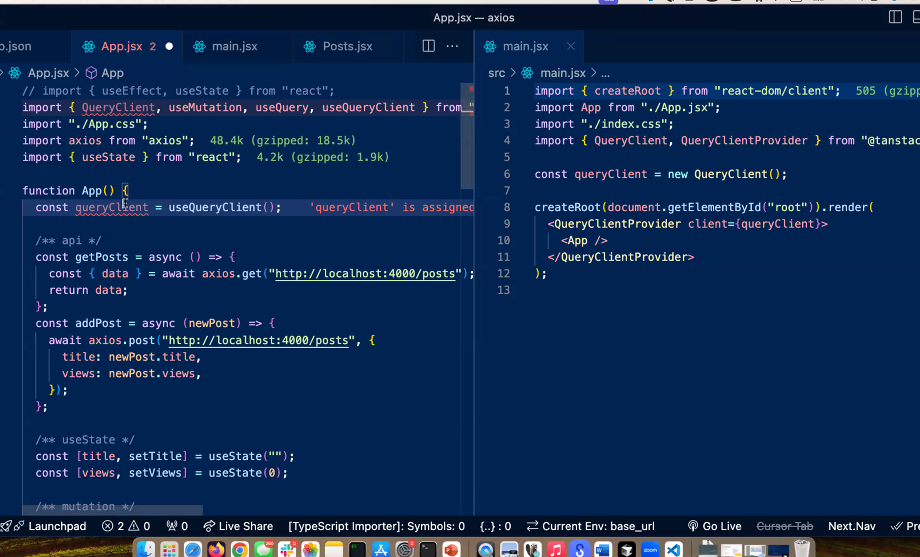 App.jsx — axios
o.json
App.jsx 2
main.jsx
Posts.jsx
main.jsx
App.jsx
App
// import { useEffect, useState } from "react";
import { QueryClient, useMutation, useQuery, useQueryClient } from "
import "./App.css";
import axios from "axios"; 48.4k (gzipped: 18.5k)
import { useState } from "react"; 4.2k (gzipped: 1.9k)
function App() {
const queryClient = useQueryClient(); 'queryClient' is assigned
/** api */
const getPosts = async () => {
const { data } = await axios.get("http://localhost:4000/posts");
return data;
};
const addPost = async (newPost) => {
await axios.post("http://localhost:4000/posts", {
title: newPost.title,
views: newPost.views,
});
};
/** useState */
const [title, setTitle] = useState("");
const [views, setViews] = useState(0);
/** mutation */
src
main.jsx
...
1 import { createRoot } from "react-dom/client"; 505 (gzipp
2 import App from "./App.jsx";
3 import "./index.css";
4 import { QueryClient, QueryClientProvider } from "@tanstac
5
6 const queryClient = new QueryClient();
7
8 createRoot(document.getElementById("root")).render(
9 <QueryClientProvider client={queryClient}>
10 <App />
11 </QueryClientProvider>
12 );
13
Launchpad 2 0 0 Live Share [TypeScript Importer]: Symbols: 0 {..} : 0 Current Env: base_url Go Live Cursor Tab Next.Nav Pre
zoom